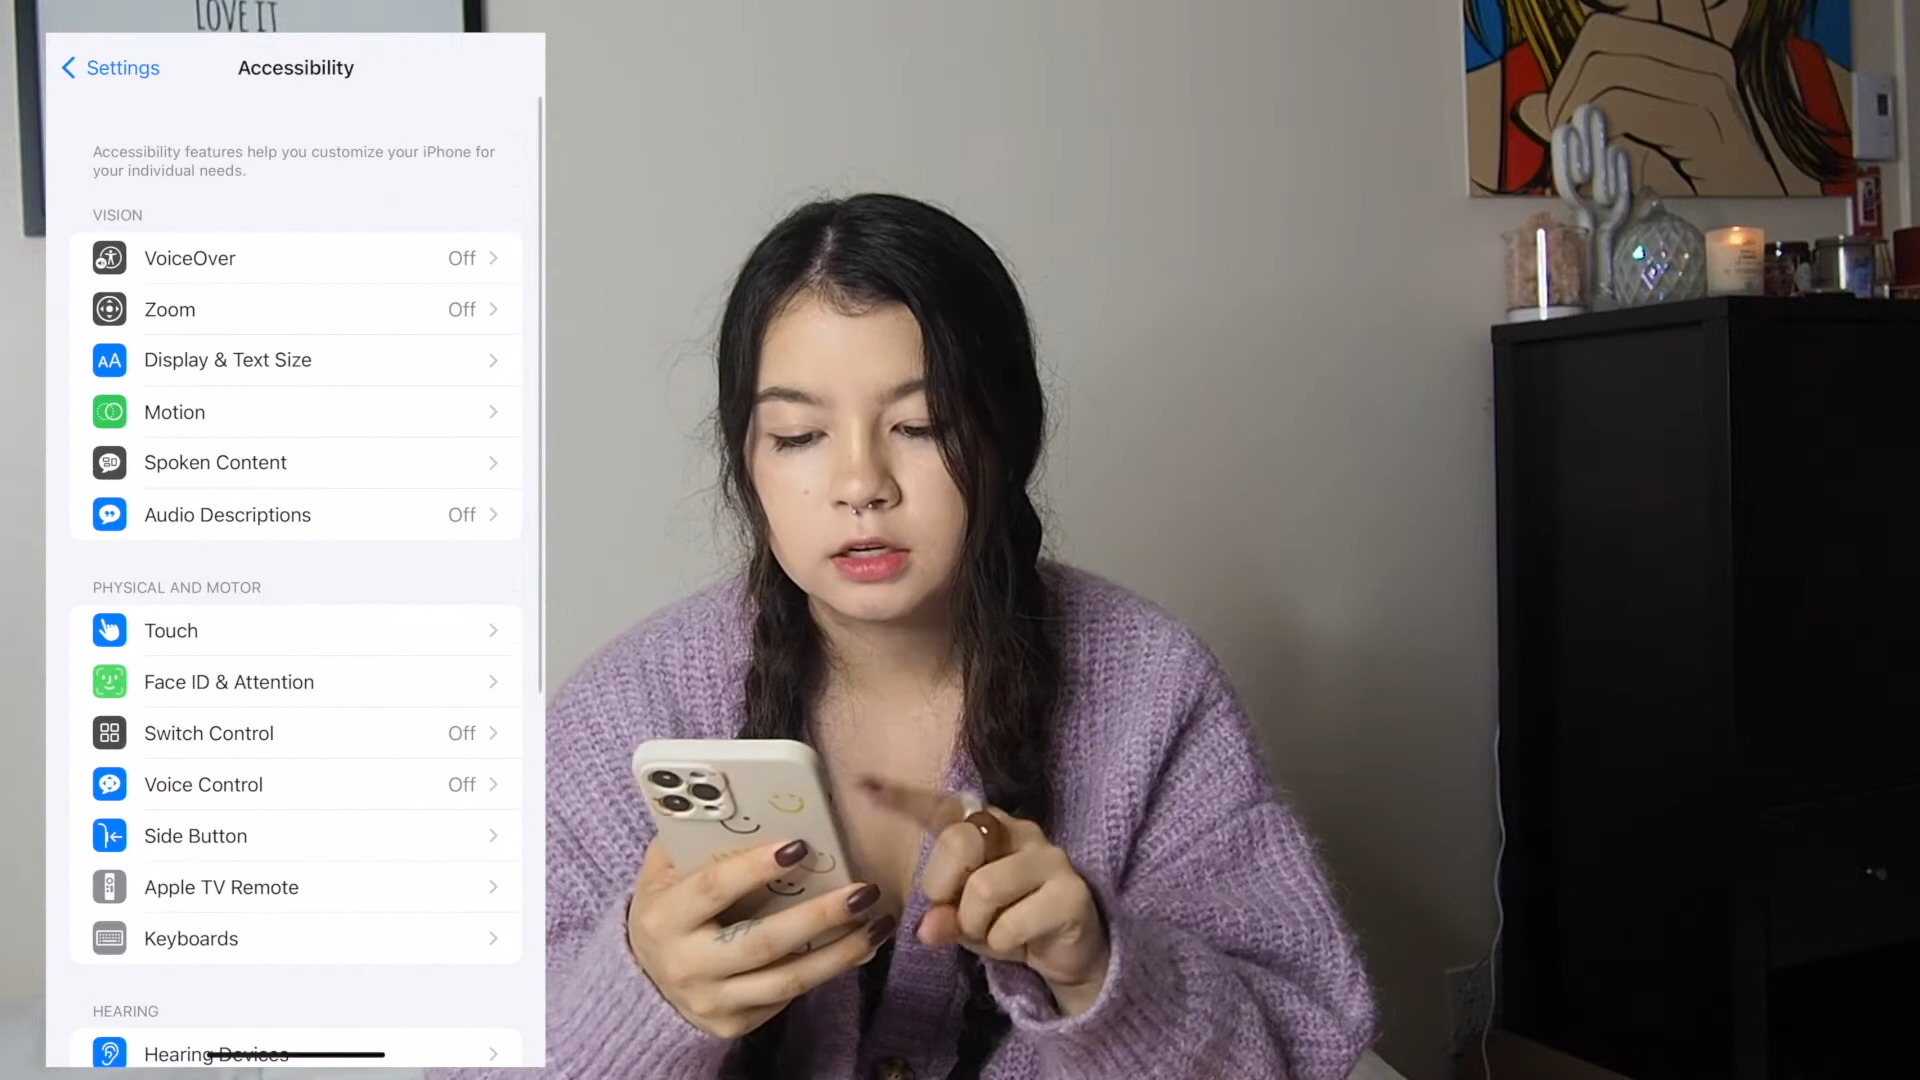 LOVE IT
Settings
Accessibility
Accessibility features help you customize your iPhone for
your individual needs.
VISION
VoiceOver Off
Zoom Off
AA Display & Text Size
Motion
Spoken Content
Audio Descriptions Off
PHYSICAL AND MOTOR
Touch
Face ID & Attention
Switch Control Off
Voice Control Off
Side Button
Apple TV Remote
Keyboards
HEARING
Hearing Devices